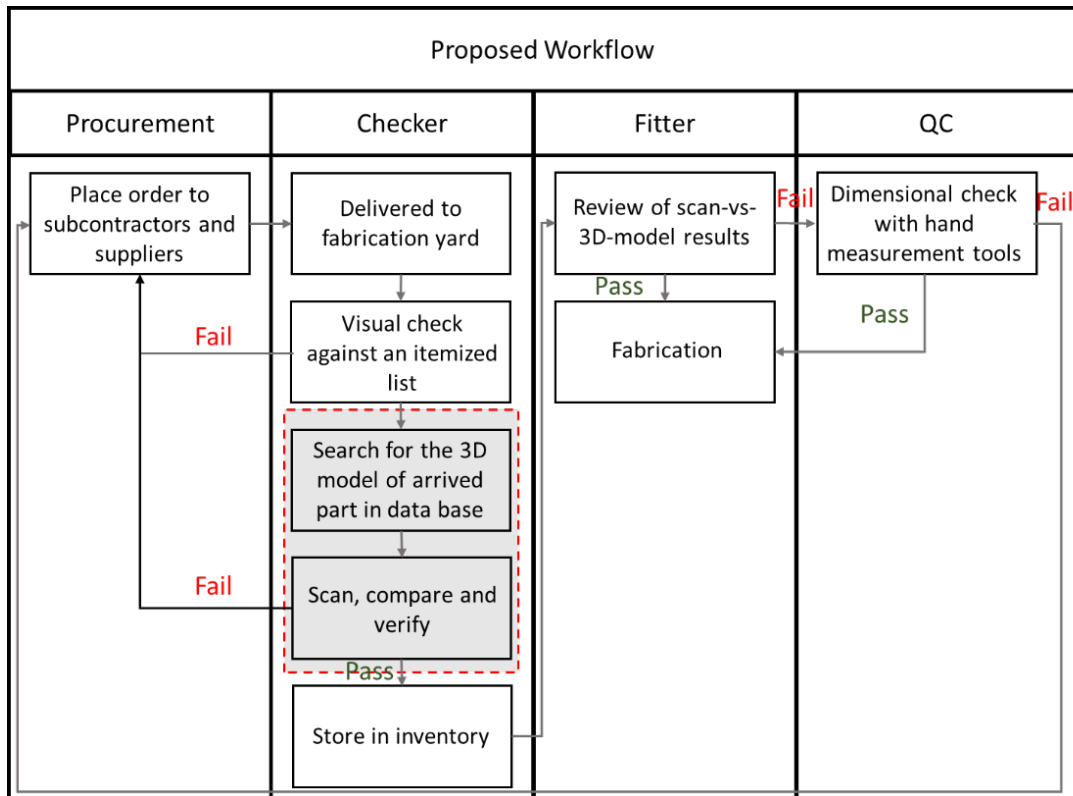 Proposed Workflow
Procurement
Checker
Fitter
QC
Place order to
subcontractors and
suppliers
Delivered to
fabrication yard
Review of scan-vs-
3D-model results
Fail
Dimensional check
with hand
measurement tools
Fail
Pass
Pass
Fail
Visual check
against an itemized
list
Fabrication
Search for the 3D
model of arrived
part in data base
Fail
Scan, compare and
verify
Pass
Store in inventory